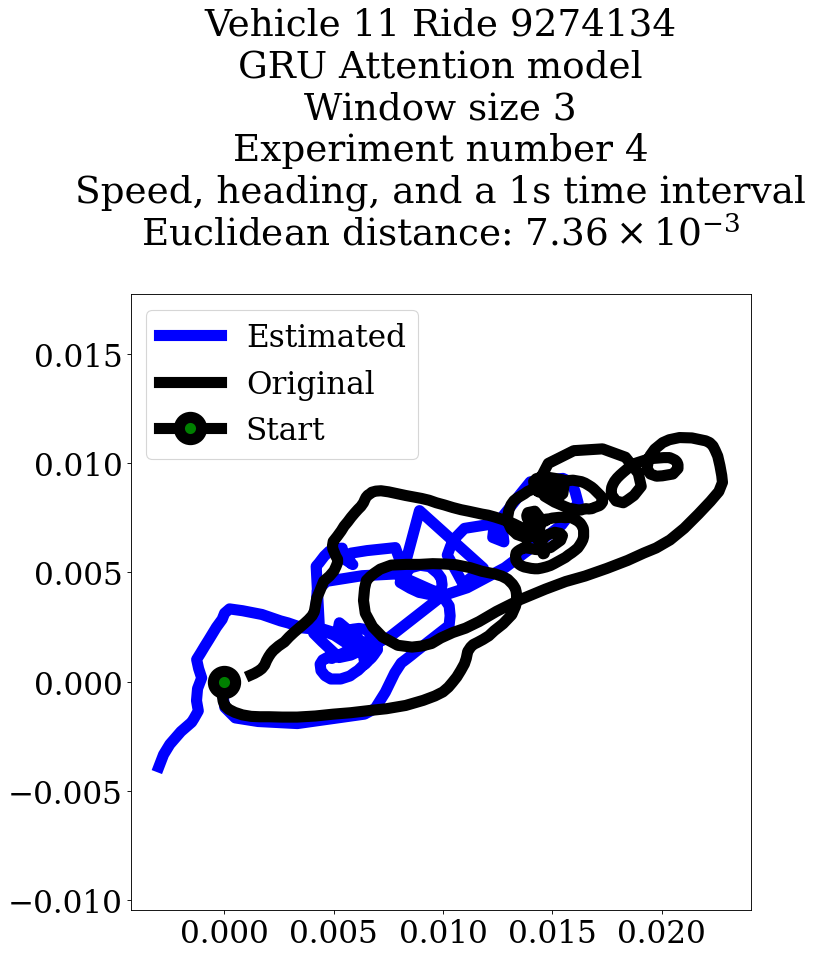 Vehicle 11 Ride 9274134
GRU Attention model
Window size 3
Experiment number 4
Speed, heading, and a 1s time interval
Euclidean distance: 7.36 × 10⁻³
Estimated
Original
Start
0.015
0.010
0.005
0.000
−0.005
−0.010
0.000 0.005 0.010 0.015 0.020